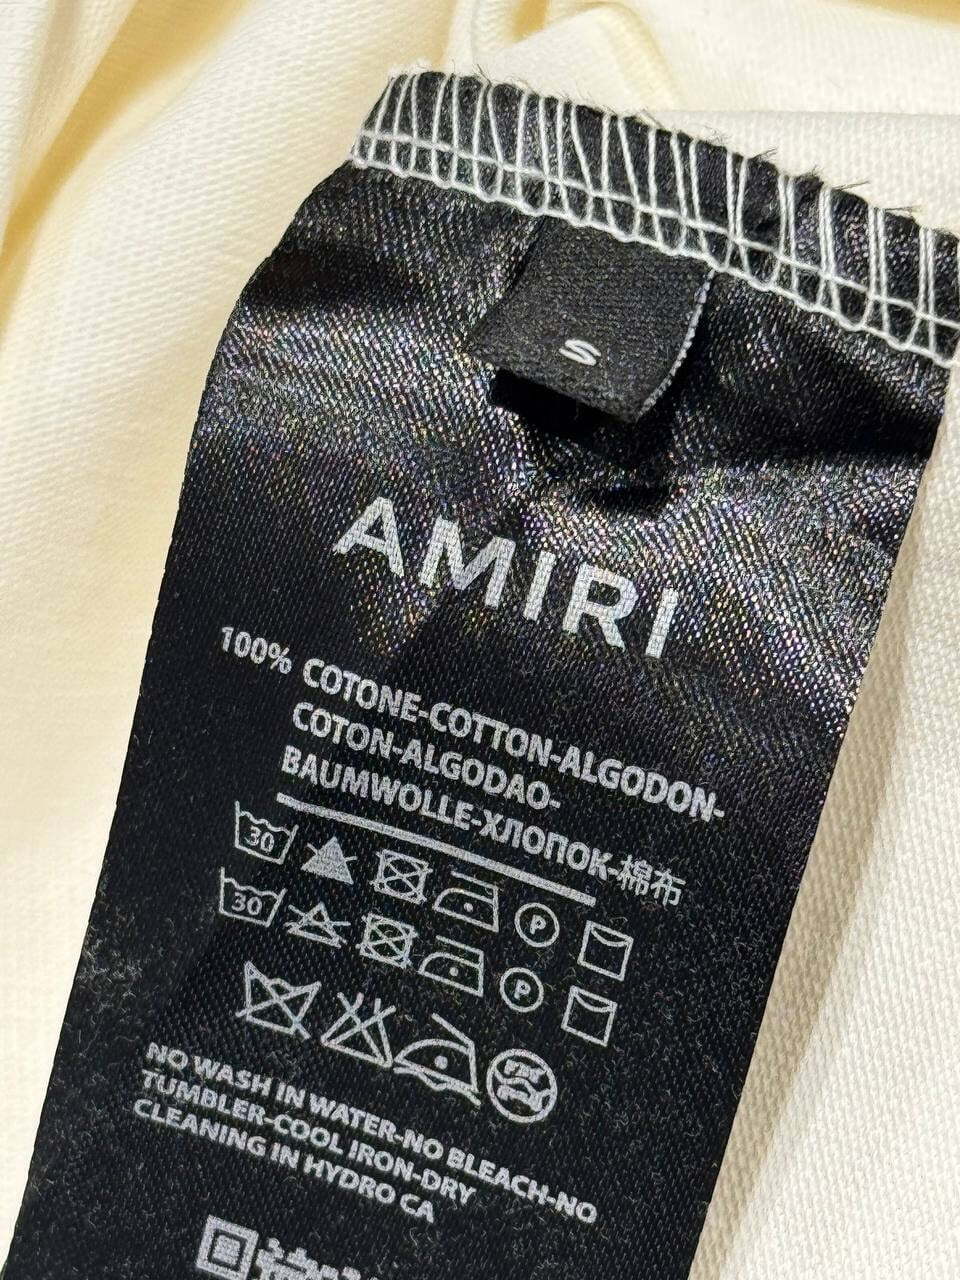 S
AMIRI
100% COTONE-COTTON-ALGODON-
COTON-ALGODAO-
BAUMWOLLE-ХЛОПОК-棉布
30 P
30 P
NO WASH IN WATER-NO BLEACH-NO
TUMBLER-COOL IRON-DRY
CLEANING IN HYDRO CA